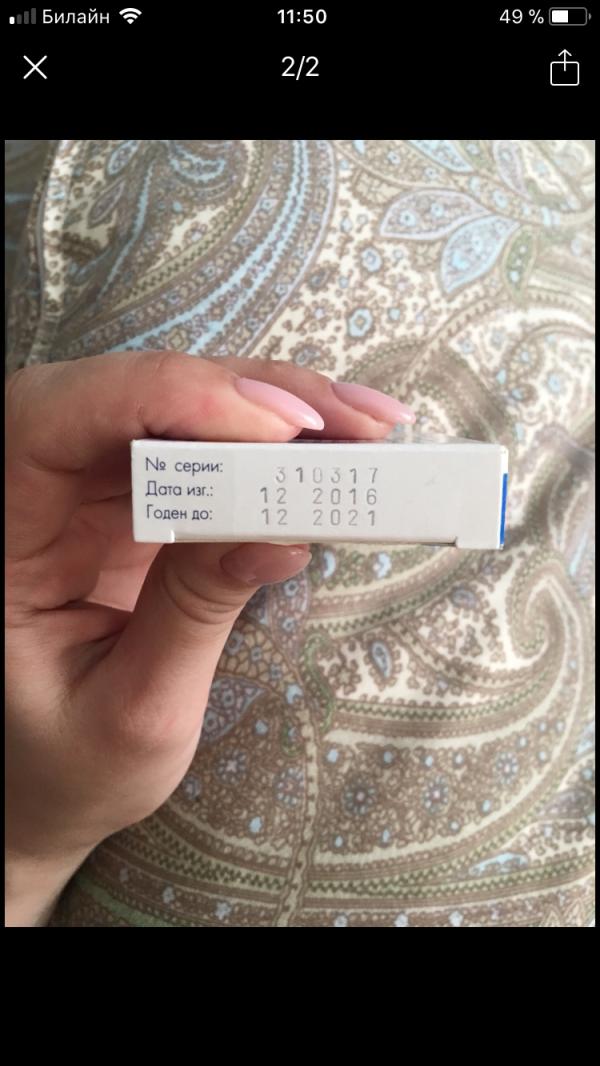 Билайн 11:50 49 %
2/2
№ серии: 310317
Дата изг.: 12 2016
Годен до: 12 2021